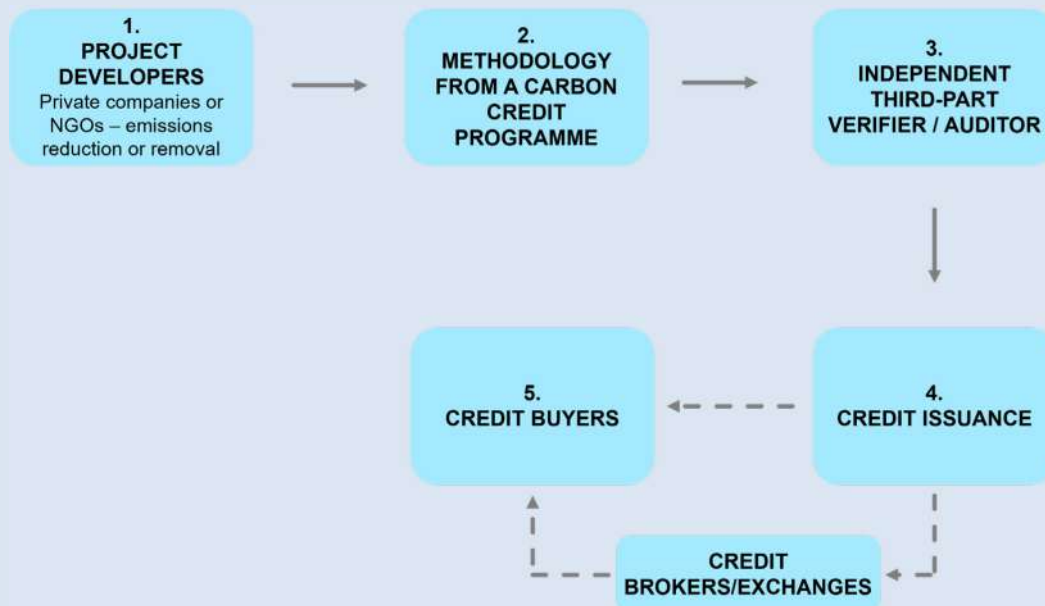 1.
PROJECT
DEVELOPERS
Private companies or
NGOs – emissions
reduction or removal
2.
METHODOLOGY
FROM A CARBON
CREDIT
PROGRAMME
3.
INDEPENDENT
THIRD-PART
VERIFIER / AUDITOR
4.
CREDIT ISSUANCE
5.
CREDIT BUYERS
CREDIT
BROKERS/EXCHANGES